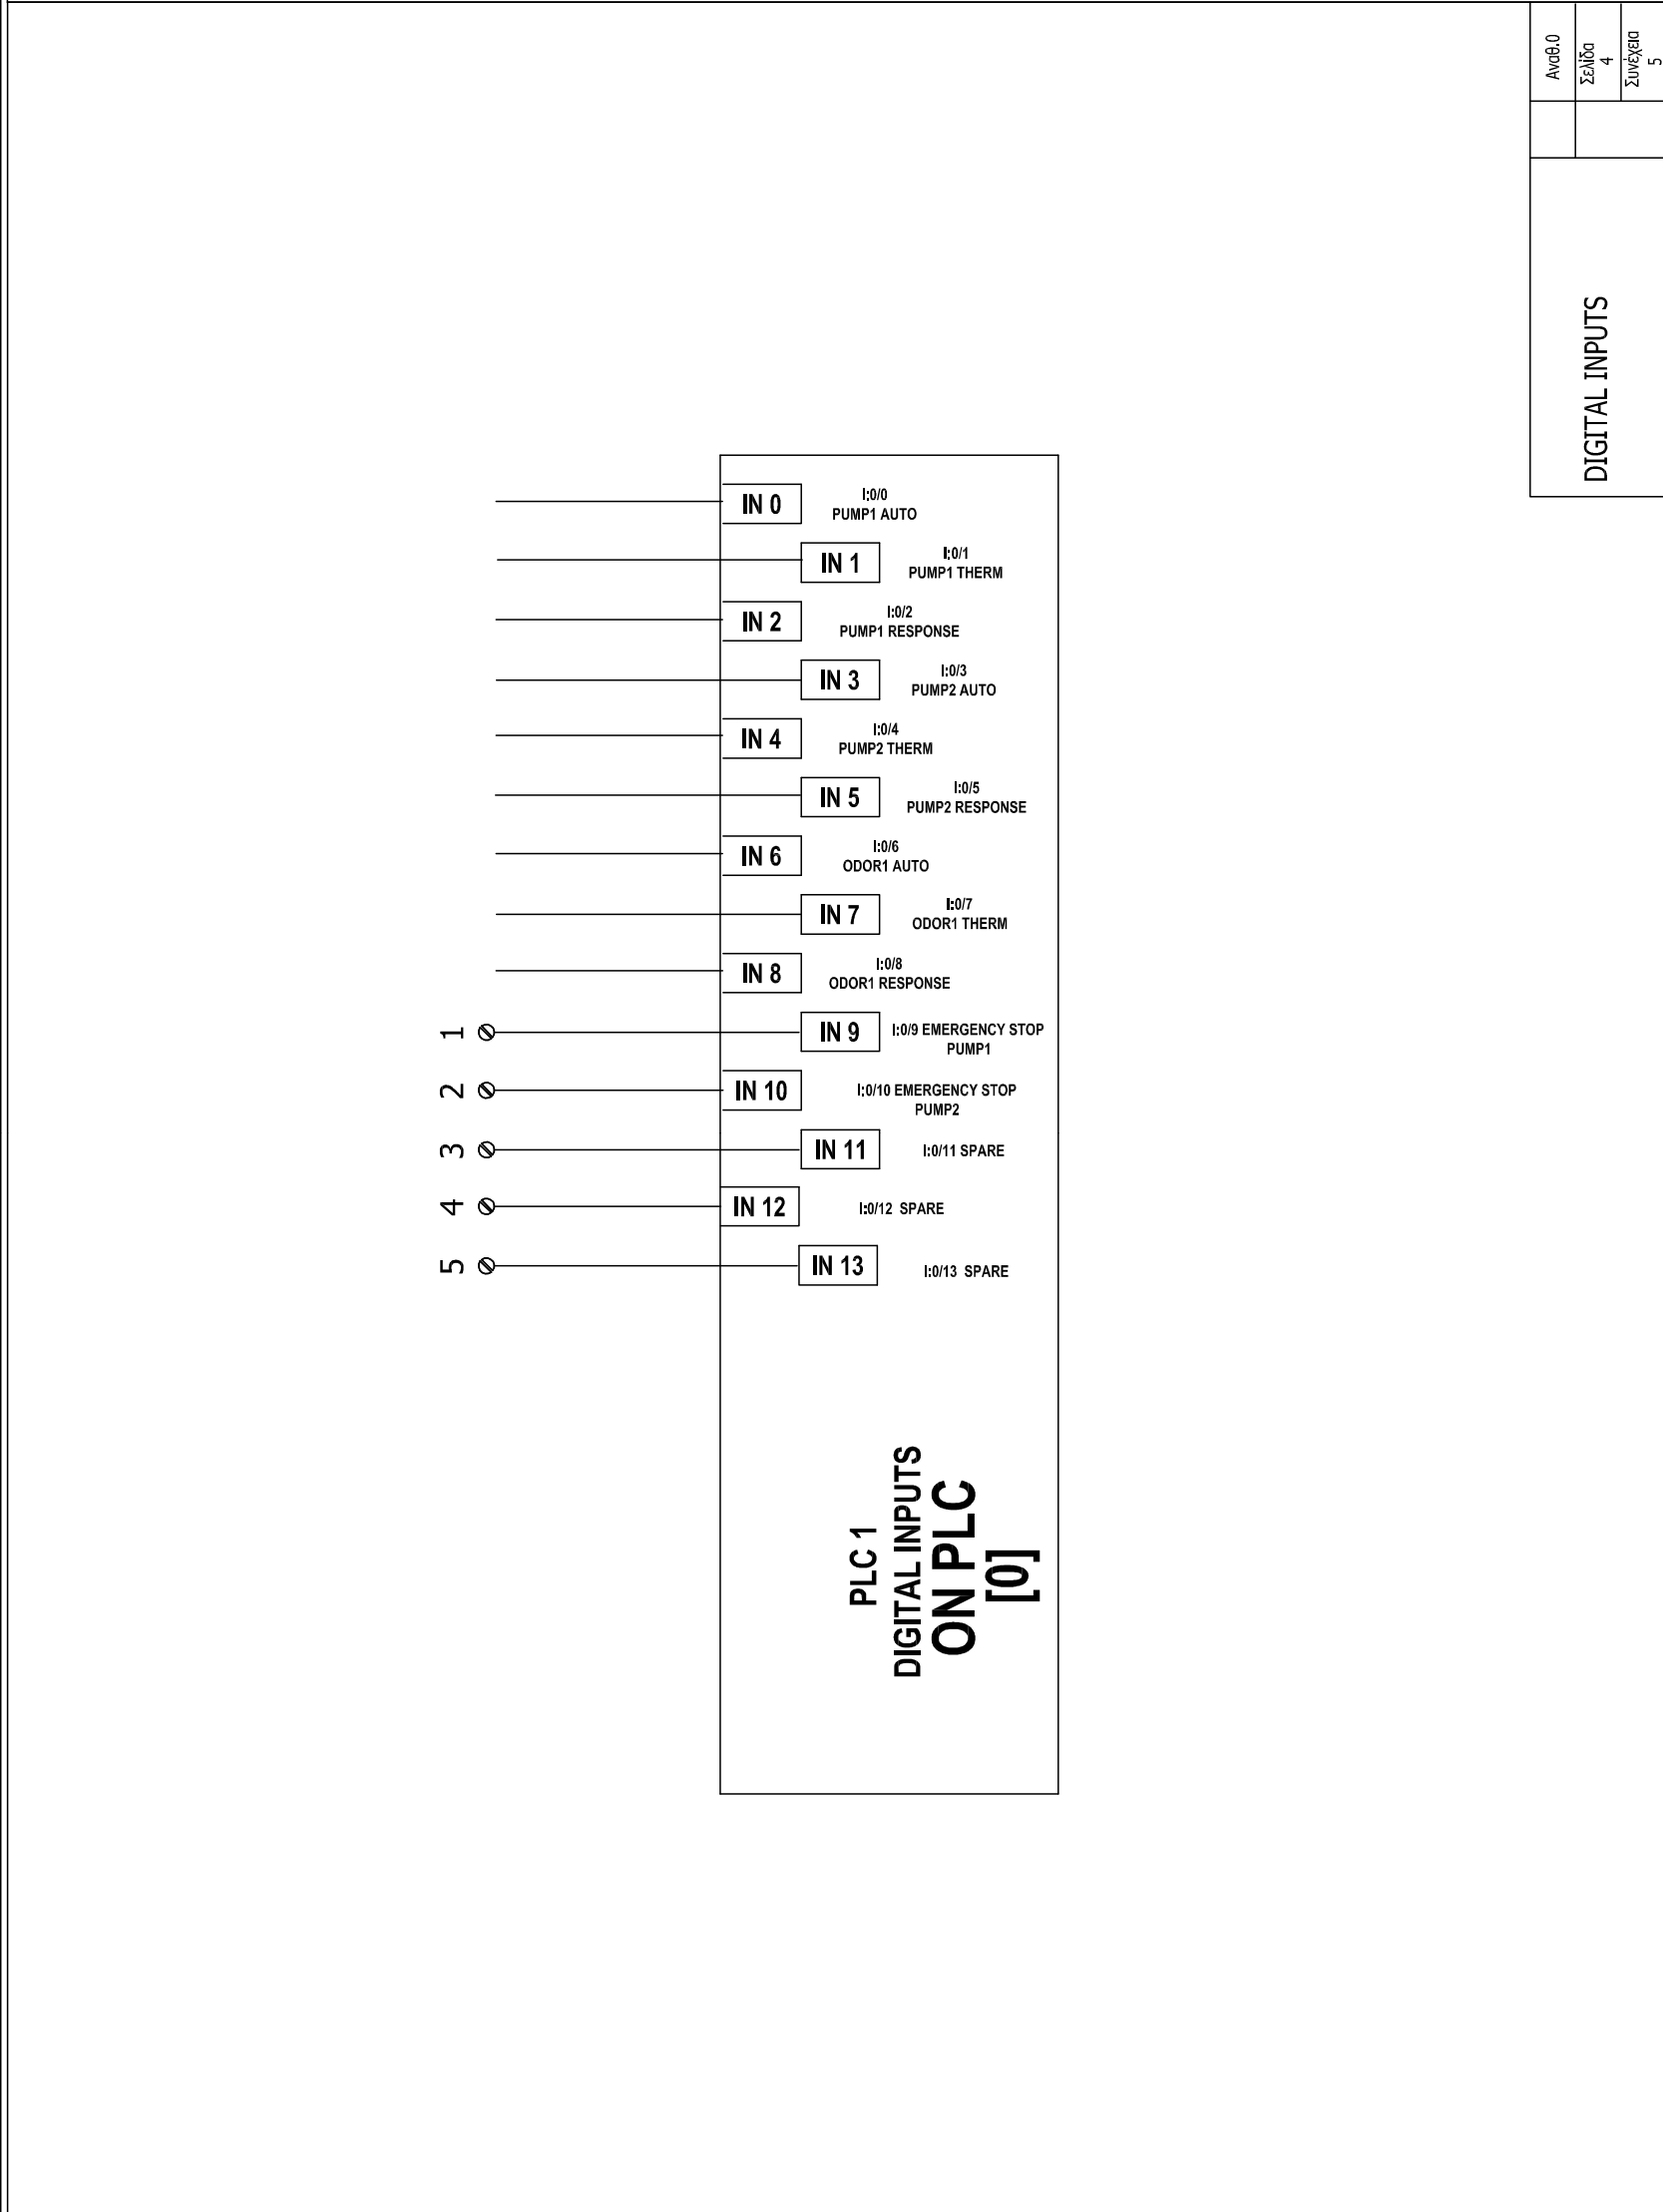 Αναθ.0
Σελίδα
4
Συνέχεια
5
DIGITAL INPUTS
IN 0
I:0/0
PUMP1 AUTO
IN 1
I:0/1
PUMP1 THERM
IN 2
I:0/2
PUMP1 RESPONSE
IN 3
I:0/3
PUMP2 AUTO
IN 4
I:0/4
PUMP2 THERM
IN 5
I:0/5
PUMP2 RESPONSE
IN 6
I:0/6
ODOR1 AUTO
IN 7
I:0/7
ODOR1 THERM
IN 8
I:0/8
ODOR1 RESPONSE
1
IN 9
I:0/9 EMERGENCY STOP
PUMP1
2
IN 10
I:0/10 EMERGENCY STOP
PUMP2
3
IN 11
I:0/11 SPARE
4
IN 12
I:0/12 SPARE
5
IN 13
I:0/13 SPARE
PLC 1
DIGITAL INPUTS
ON PLC
[0]